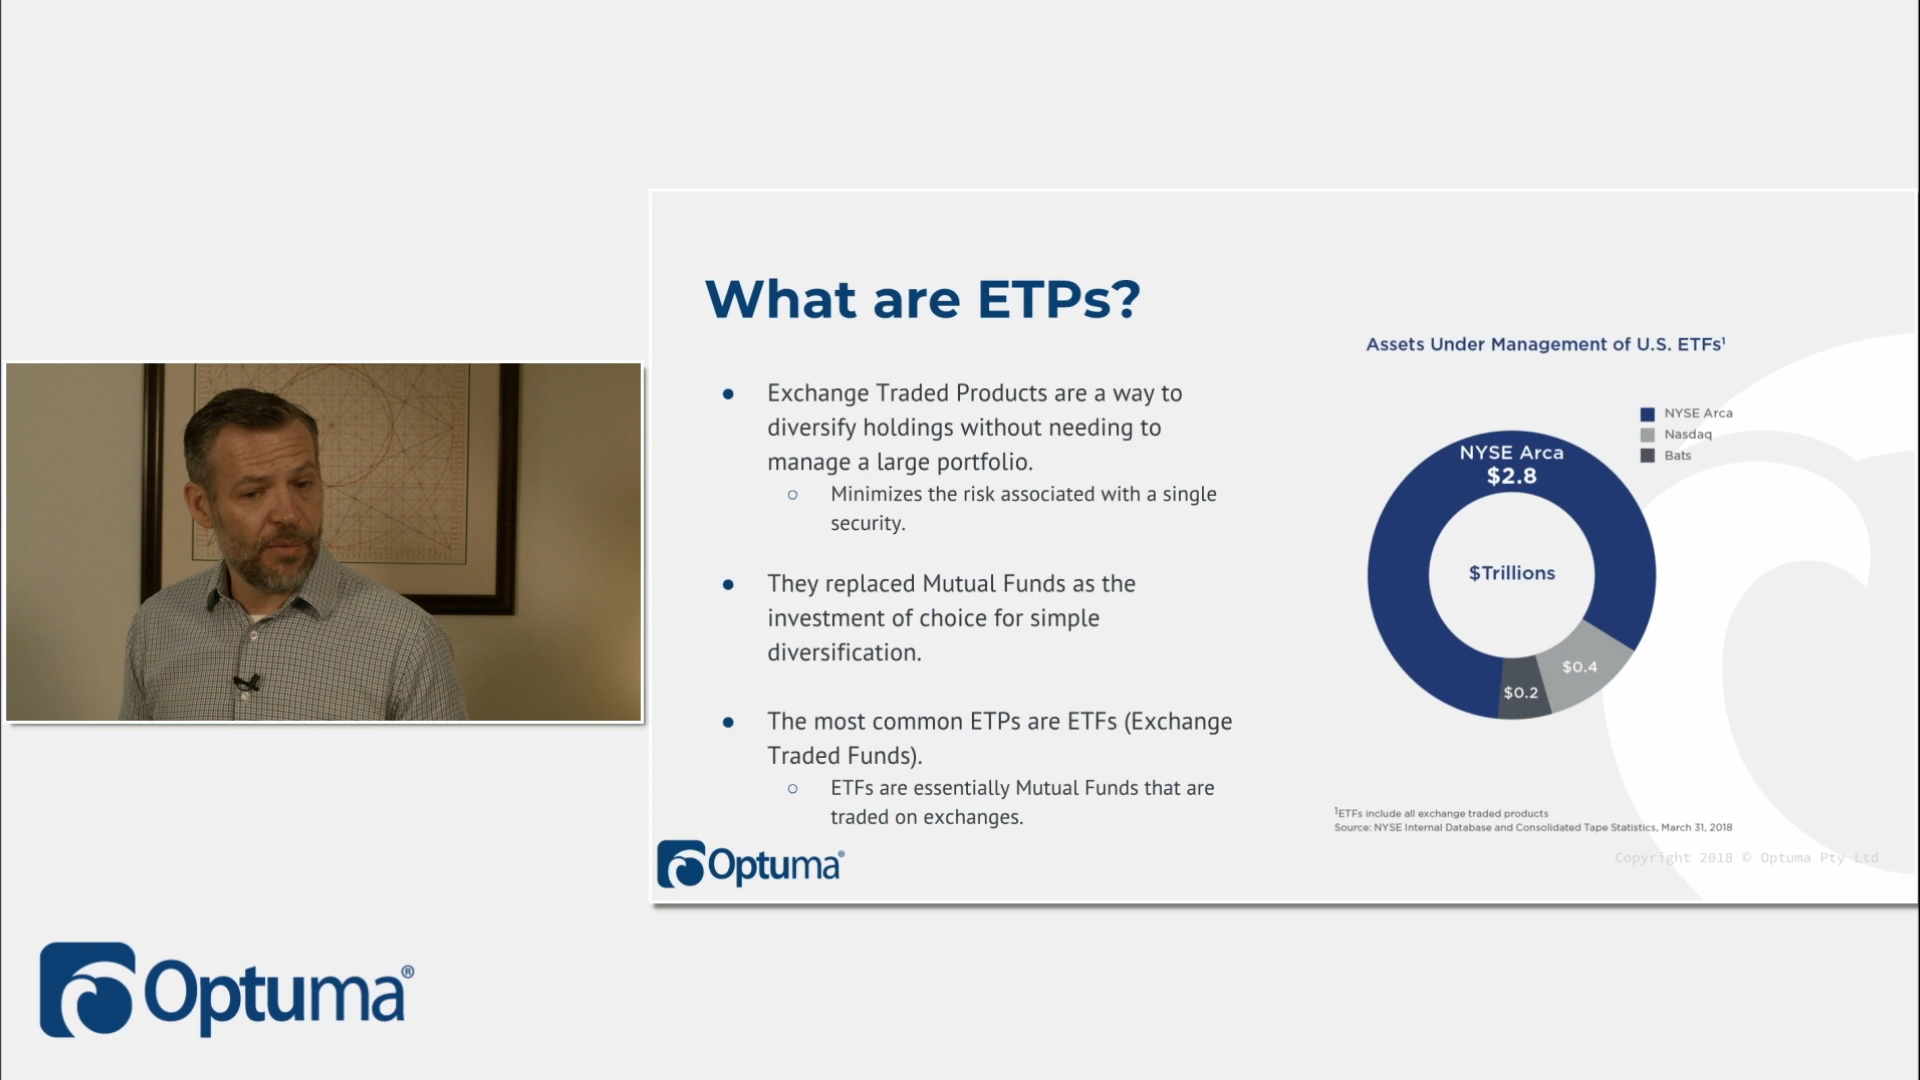 What are ETPs?
● Exchange Traded Products are a way to
diversify holdings without needing to
manage a large portfolio.
○ Minimizes the risk associated with a single
security.
● They replaced Mutual Funds as the
investment of choice for simple
diversification.
● The most common ETPs are ETFs (Exchange
Traded Funds).
○ ETFs are essentially Mutual Funds that are
traded on exchanges.
Assets Under Management of U.S. ETFs¹
NYSE Arca
Nasdaq
Bats
NYSE Arca
$2.8
$Trillions
$0.4
$0.2
¹ETFs include all exchange traded products
Source: NYSE Internal Database and Consolidated Tape Statistics, March 31, 2018
Copyright 2018 © Optuma Pty Ltd
Optuma®
Optuma®